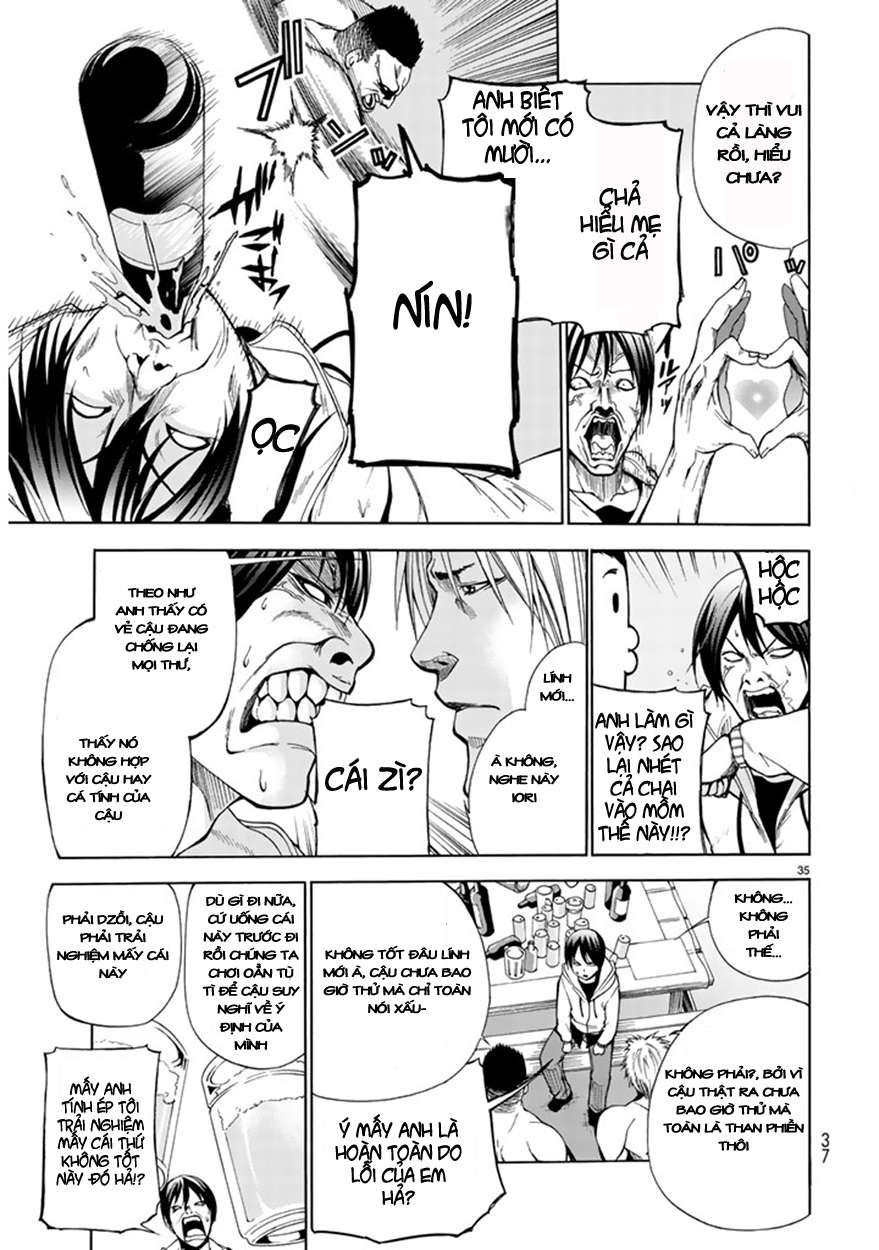 VẬY THÌ VUI
CẢ LÀNG
RỒI, HIỂU
CHƯA?
CHẢ
HIỂU MẸ
GÌ CẢ
ANH BIẾT
TÔI MỚI CÓ
MƯỜI...
NÍN!
ỌC
HỘC
HỘC
ANH LÀM GÌ
VẬY? SAO
LẠI NHÉT
CẢ CHAI
VÀO MỒM
THẾ NÀY!!?
LÍNH
MỚI...
À KHÔNG,
NGHE NÀY
IORI
CÁI ZÌ?
THEO NHƯ
ANH THẤY CÓ
VẺ CẬU ĐANG
CHỐNG LẠI
MỌI THƯ,
THẤY NÓ
KHÔNG HỢP
VỚI CẬU HAY
CÁ TÍNH CỦA
CẬU
35
KHÔNG...
KHÔNG
PHẢI
THẾ...
KHÔNG PHẢI?, BỞI VÌ
CẬU THẬT RA CHƯA
BAO GIỜ THỬ MÀ
TOÀN LÀ THAN PHIỀN
THÔI
KHÔNG TỐT ĐÂU LÍNH
MỚI À, CẬU CHƯA BAO
GIỜ THỬ MÀ CHỈ TOÀN
NÓI XẤU-
Ý MẤY ANH LÀ
HOÀN TOÀN DO
LỖI CỦA EM
HẢ?
DÙ GÌ ĐI NỮA,
CỨ UỐNG CÁI
NÀY TRƯỚC ĐI
RỒI CHÚNG TA
CHƠI OẲN TÙ
TÌ ĐỂ CẬU SUY
NGHĨ VỀ Ý
ĐỊNH CỦA
MÌNH
PHẢI DZỒI, CẬU
PHẢI TRẢI
NGHIỆM MẤY CÁI
NÀY
MẤY ANH
TÍNH ÉP TÔI
TRẢI NGHIỆM
MẤY CÁI THỨ
KHÔNG TỐT
NÀY ĐÓ HẢ!?
37